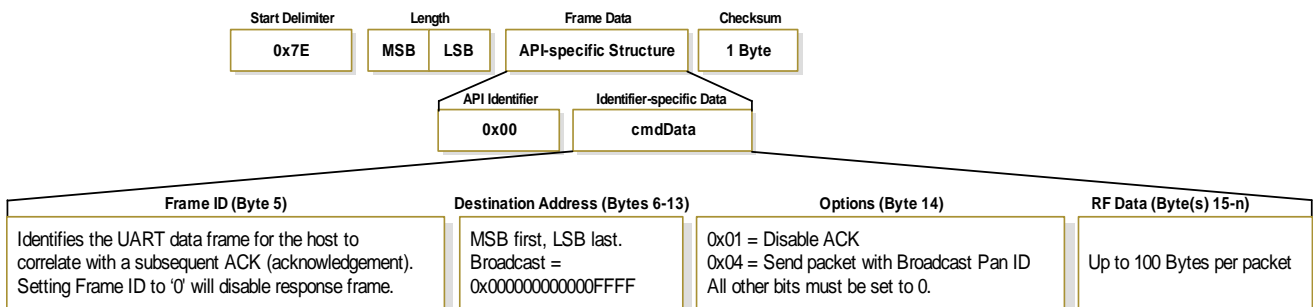 Start Delimiter
Length
Frame Data
Checksum
0x7E
MSB
LSB
API-specific Structure
1 Byte
API Identifier
Identifier-specific Data
0x00
cmdData
Frame ID (Byte 5)
Identifies the UART data frame for the host to
correlate with a subsequent ACK (acknowledgement).
Setting Frame ID to ‘0’ will disable response frame.
Destination Address (Bytes 6-13)
MSB first, LSB last.
Broadcast =
0x000000000000FFFF
Options (Byte 14)
0x01 = Disable ACK
0x04 = Send packet with Broadcast Pan ID
All other bits must be set to 0.
RF Data (Byte(s) 15-n)
Up to 100 Bytes per packet